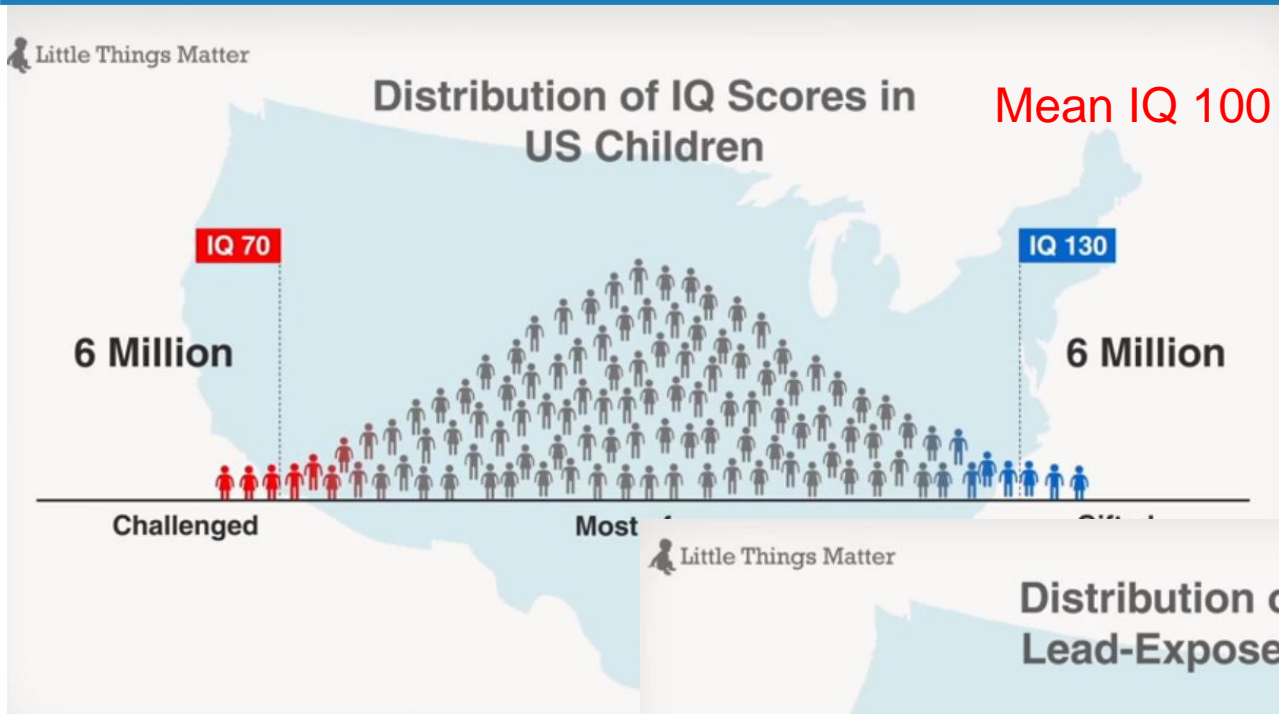 Little Things Matter
Distribution of IQ Scores in
US Children
Mean IQ 100
IQ 70
IQ 130
6 Million
6 Million
Challenged
Most
Little Things Matter
Distribution
Lead-Expose